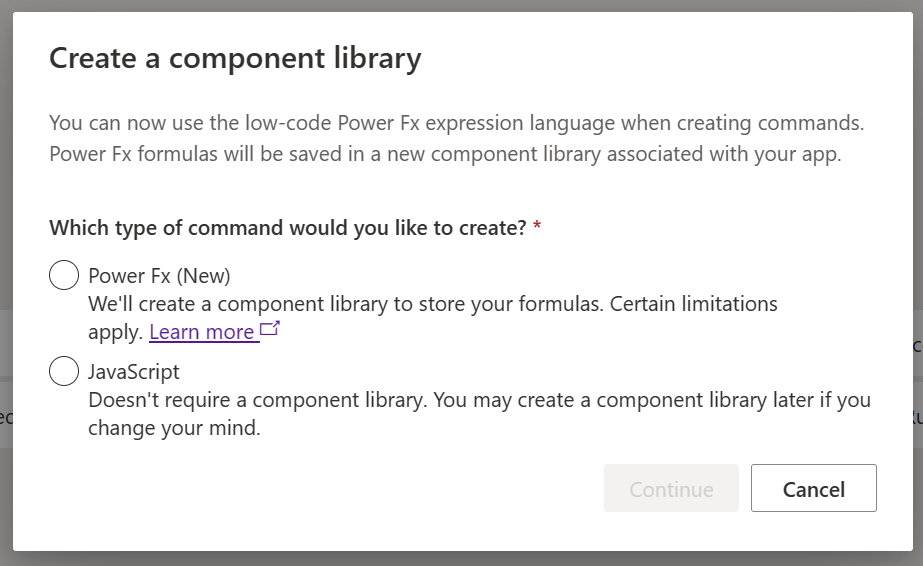 Create a component library
You can now use the low-code Power Fx expression language when creating commands.
Power Fx formulas will be saved in a new component library associated with your app.
Which type of command would you like to create? *
Power Fx (New)
We'll create a component library to store your formulas. Certain limitations
apply. Learn more
JavaScript
Doesn't require a component library. You may create a component library later if you
change your mind.
Continue
Cancel